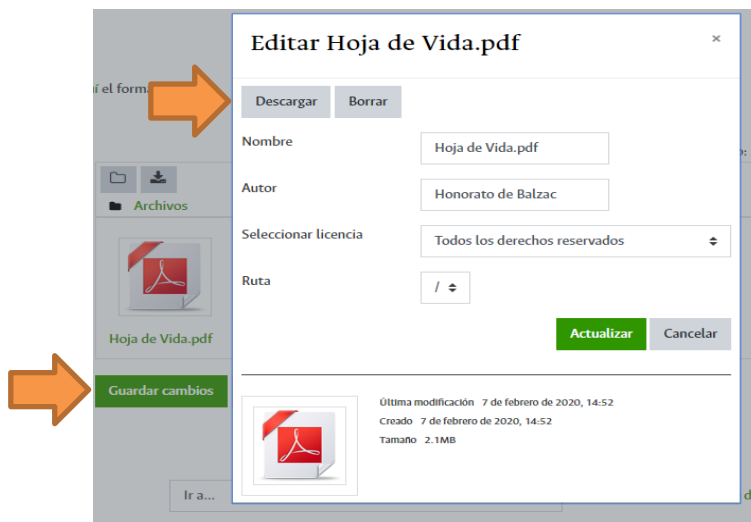 Editar Hoja de Vida.pdf
×
í el form
Descargar Borrar
Nombre Hoja de Vida.pdf
Autor Honorato de Balzac
Archivos
Seleccionar licencia Todos los derechos reservados
Ruta /
Hoja de Vida.pdf
Actualizar Cancelar
Guardar cambios
Última modificación 7 de febrero de 2020, 14:52
Creado 7 de febrero de 2020, 14:52
Tamaño 2.1MB
Ir a...
d